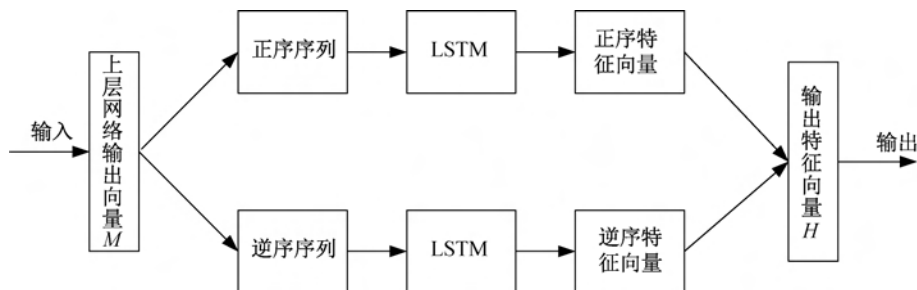 输入
上层网络输出向量M
正序序列
LSTM
正序特
征向量
逆序序列
LSTM
逆序特
征向量
输出特征向量H
输出